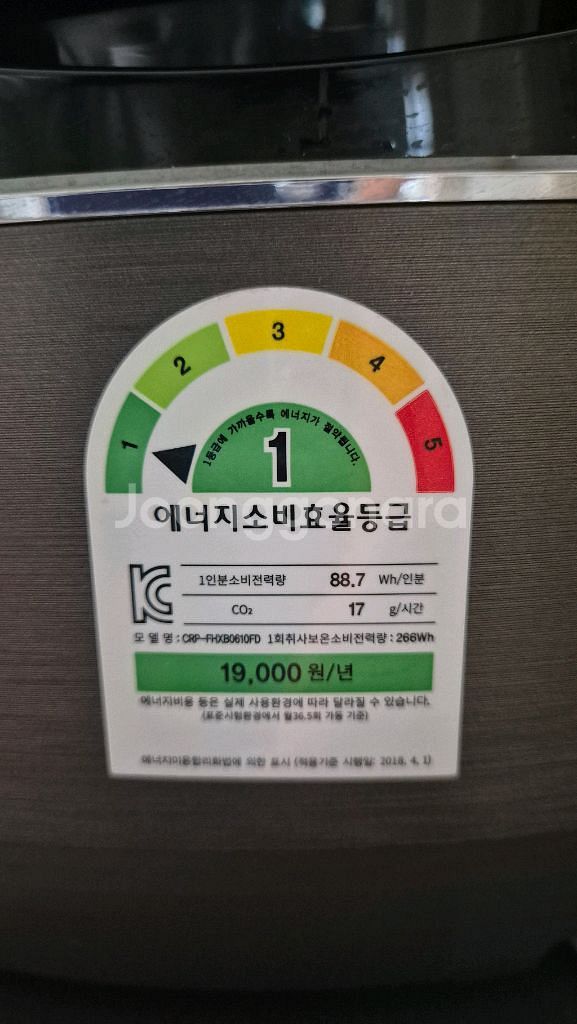 1
2
3
4
5
1등급에 가까울수록 에너지가 절약됩니다.
1
Joonggonara
에너지소비효율등급
1인분소비전력량 88.7 Wh/인분
CO₂ 17 g/시간
모 델 명 : CRP-FHXB0610FD 1회취사보온소비전력량 : 266Wh
19,000 원/년
에너지비용 등은 실제 사용환경에 따라 달라질 수 있습니다.
(표준시험환경에서 월36.5회 가동 기준)
에너지이용합리화법에 의한 표시 (적용기준 시행일: 2018. 4. 1)